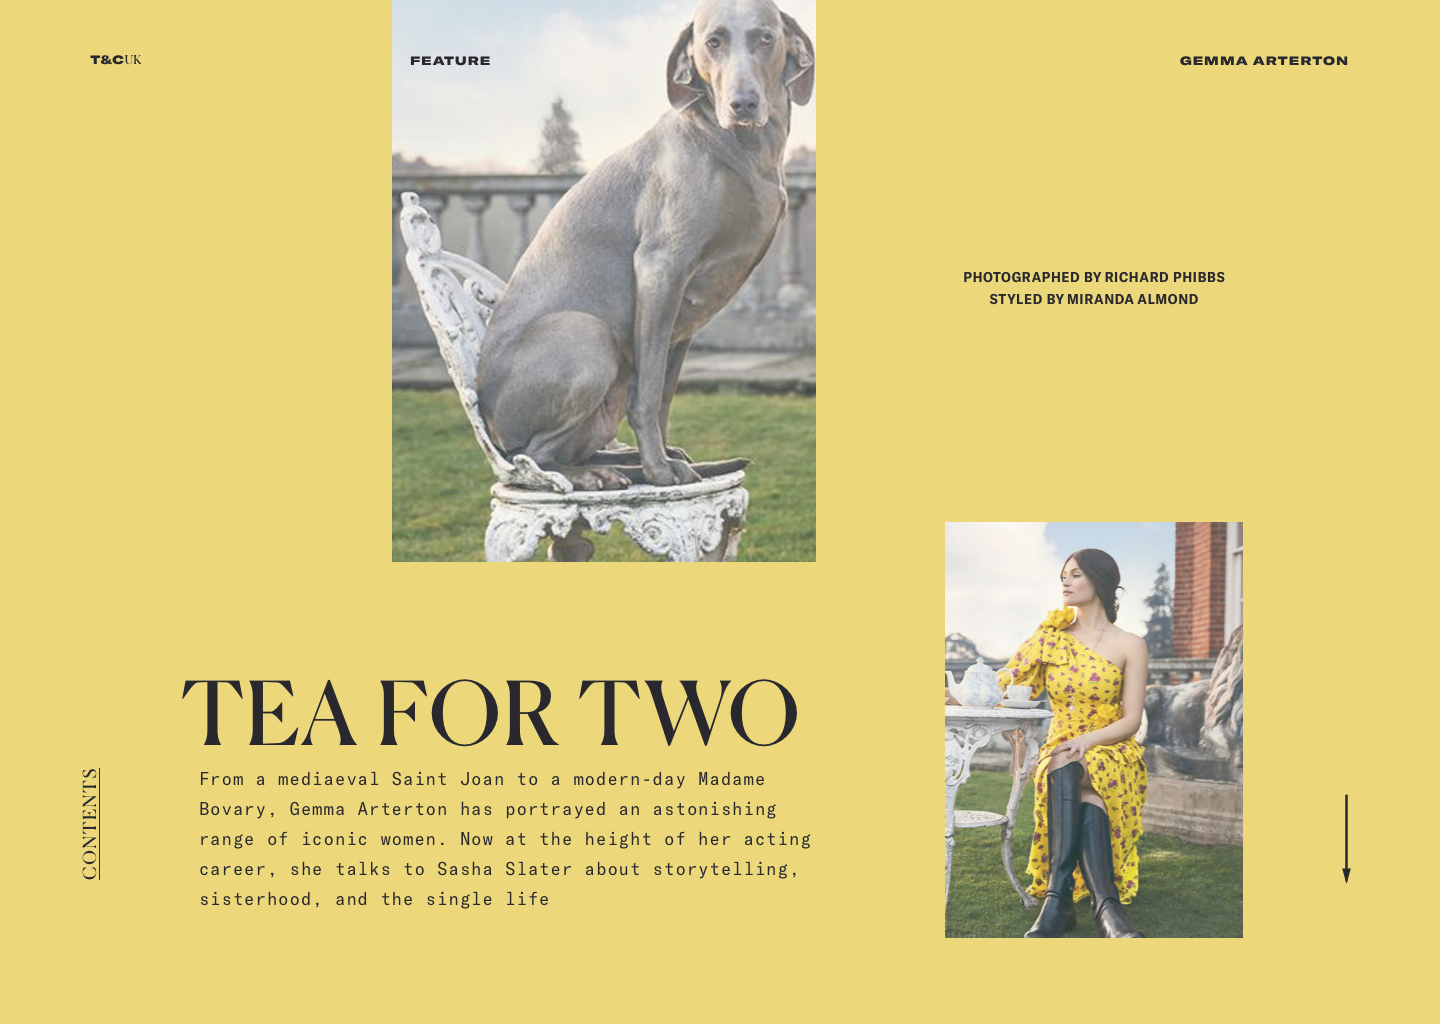 T&CUK
FEATURE
GEMMA ARTERTON
PHOTOGRAPHED BY RICHARD PHIBBS
STYLED BY MIRANDA ALMOND
TEA FOR TWO
From a mediaeval Saint Joan to a modern-day Madame
Bovary, Gemma Arterton has portrayed an astonishing
range of iconic women. Now at the height of her acting
career, she talks to Sasha Slater about storytelling,
sisterhood, and the single life
CONTENTS